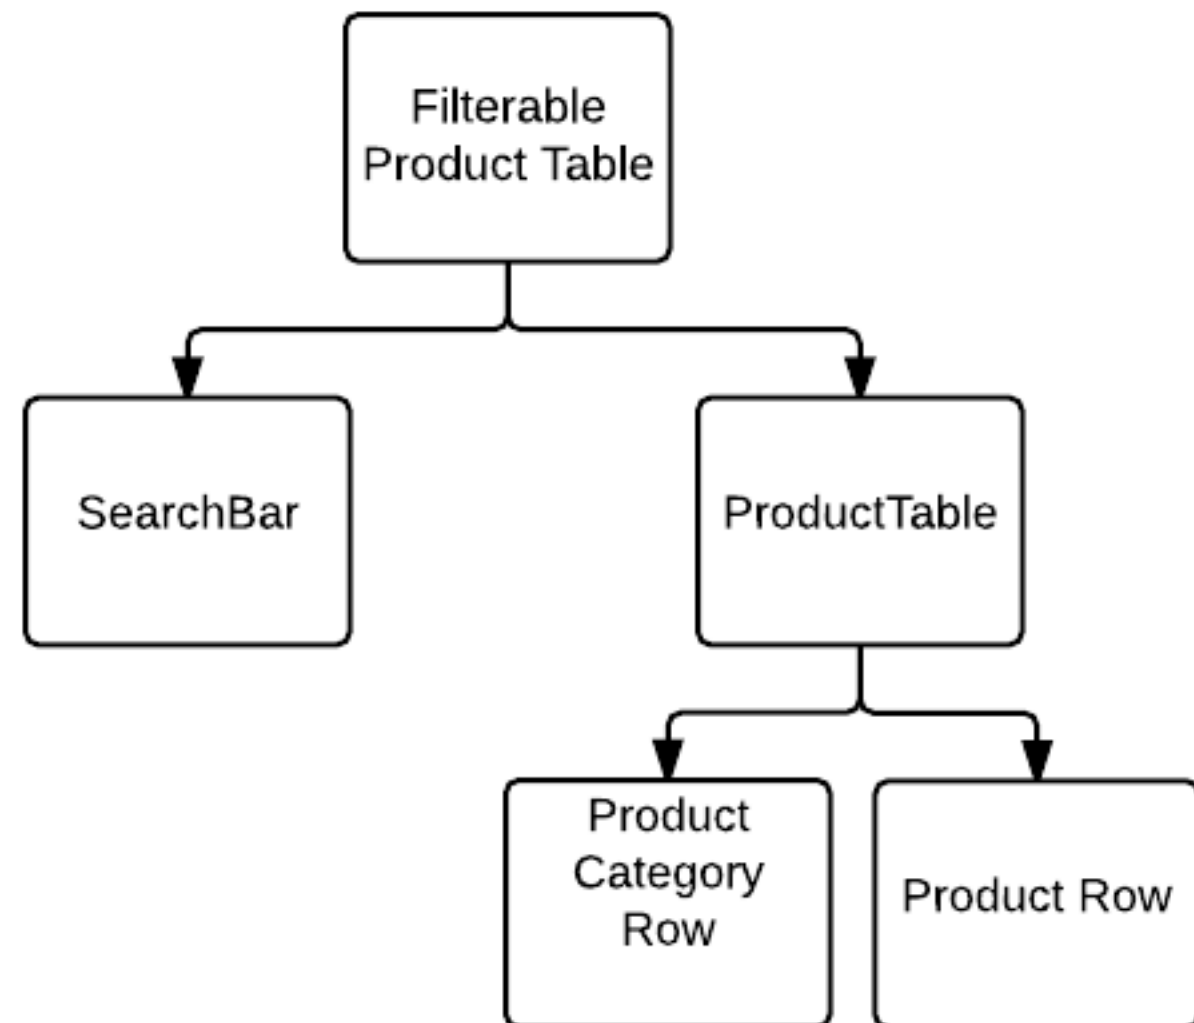 Filterable
Product Table
SearchBar
ProductTable
Product
Category
Row
Product Row